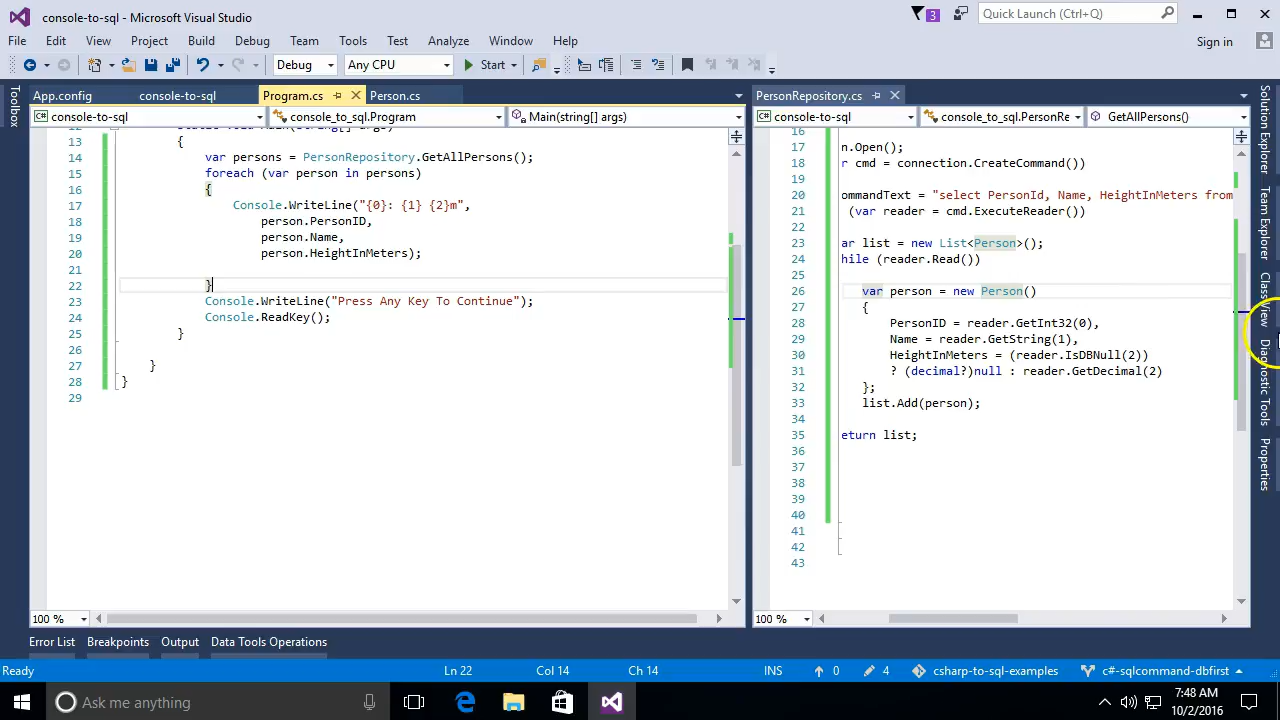 console-to-sql - Microsoft Visual Studio
3
Quick Launch (Ctrl+Q)
File Edit View Project Build Debug Team Tools Test Analyze Window Help
Sign in
Debug Any CPU Start
App.config console-to-sql Program.cs Person.cs
PersonRepository.cs
console-to-sql console_to_sql.Program Main(string[] args)
console-to-sql console_to_sql.PersonRe GetAllPersons()
Toolbox
12 static void Main(string[] args)
13 {
14 var persons = PersonRepository.GetAllPersons();
15 foreach (var person in persons)
16 {
17 Console.WriteLine("{0}: {1} {2}m",
18 person.PersonID,
19 person.Name,
20 person.HeightInMeters);
21
22 }
23 Console.WriteLine("Press Any Key To Continue");
24 Console.ReadKey();
25 }
26
27 }
28 }
29
16
17 n.Open();
18 r cmd = connection.CreateCommand())
19
20 ommandText = "select PersonId, Name, HeightInMeters from
21 (var reader = cmd.ExecuteReader())
22
23 ar list = new List<Person>();
24 hile (reader.Read())
25
26 var person = new Person()
27 {
28 PersonID = reader.GetInt32(0),
29 Name = reader.GetString(1),
30 HeightInMeters = (reader.IsDBNull(2))
31 ? (decimal?)null : reader.GetDecimal(2)
32 };
33 list.Add(person);
34
35 eturn list;
36
37
38
39
40
41
42
43
Solution Explorer
Team Explorer
Class View
Diagnostic Tools
Properties
100 %
100 %
Error List Breakpoints Output Data Tools Operations
Ready Ln 22 Col 14 Ch 14 INS 0 4 csharp-to-sql-examples c#-sqlcommand-dbfirst
Ask me anything
7:48 AM
10/2/2016